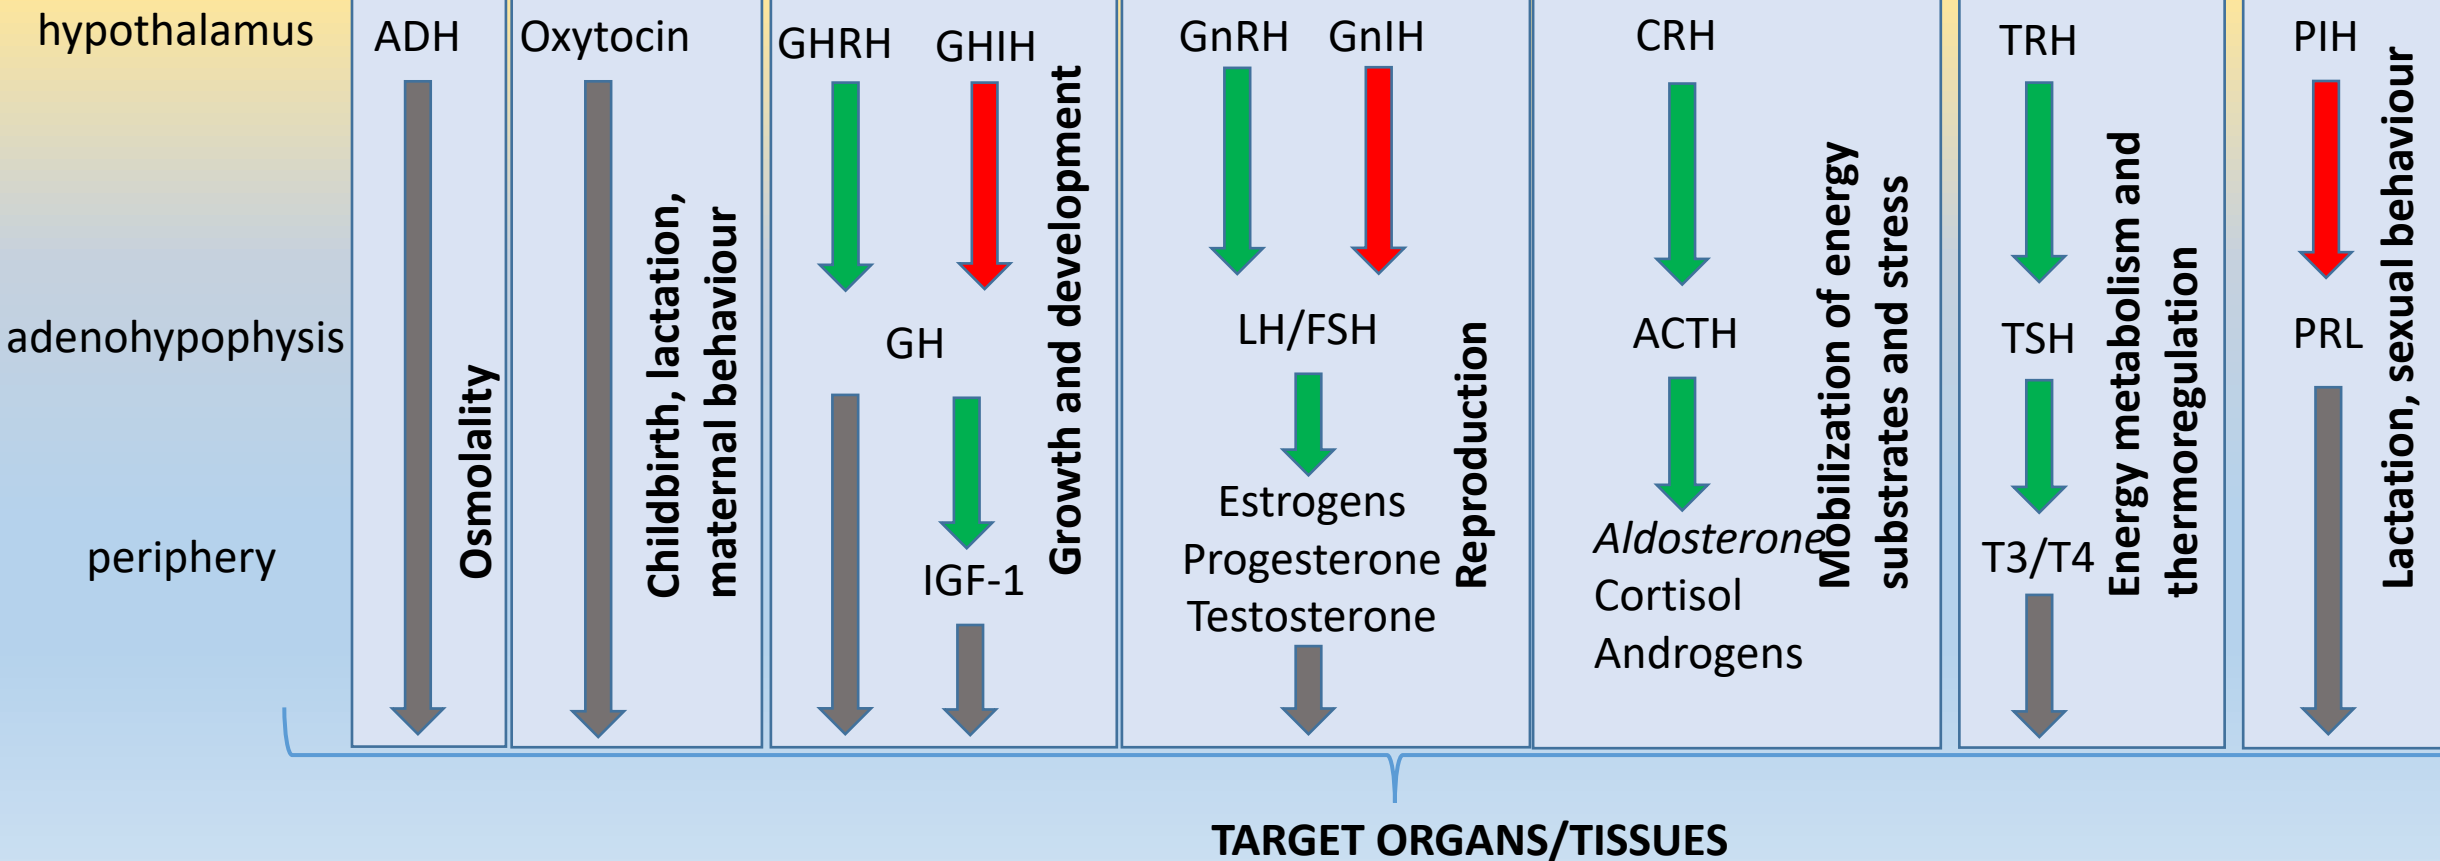 hypothalamus
adenohypophysis
periphery
ADH
Osmolality
Oxytocin
Childbirth, lactation,
maternal behaviour
GHRH
GHIH
GH
IGF-1
Growth and development
GnRH
GnIH
LH/FSH
Estrogens
Progesterone
Testosterone
Reproduction
CRH
ACTH
Aldosterone
Cortisol
Androgens
Mobilization of energy
substrates and stress
TRH
TSH
T3/T4
Energy metabolism and
thermoregulation
PIH
PRL
Lactation, sexual behaviour
TARGET ORGANS/TISSUES